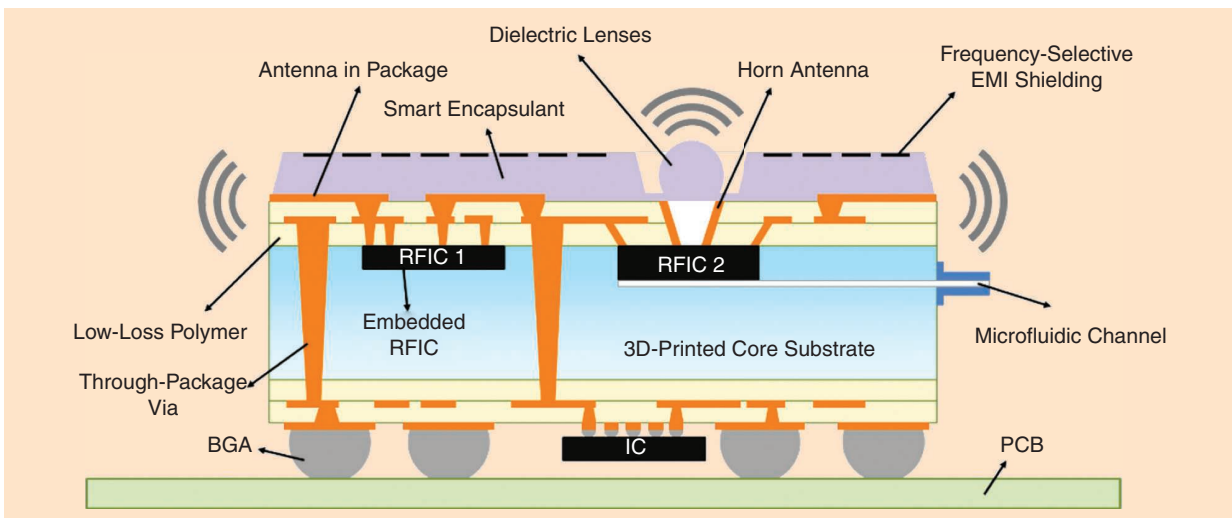 Dielectric Lenses
Antenna in Package
Horn Antenna
Frequency-Selective
EMI Shielding
Smart Encapsulant
RFIC 1
RFIC 2
Low-Loss Polymer
Embedded
RFIC
3D-Printed Core Substrate
Microfluidic Channel
Through-Package
Via
BGA
IC
PCB